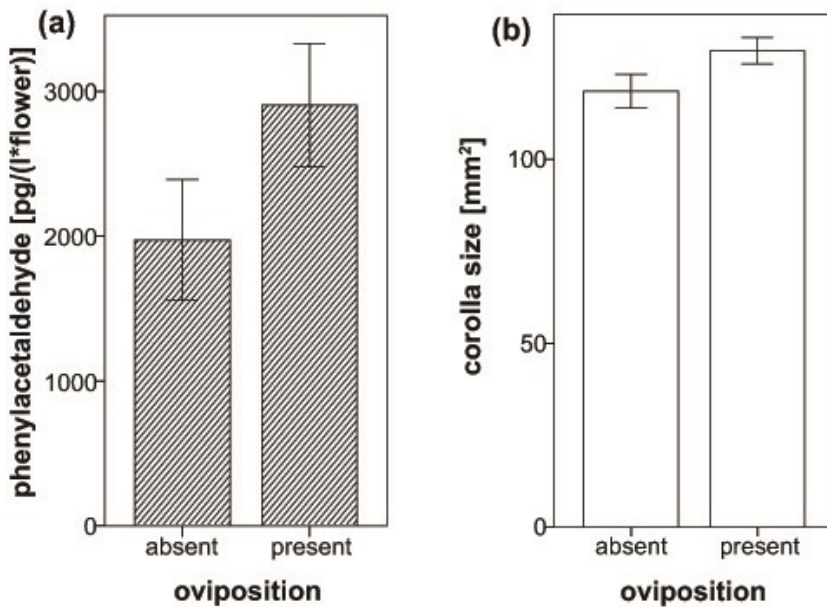 (a)
phenylacetaldehyde [pg/(l*flower)]
3000
2000
1000
0
absent present
oviposition
(b)
corolla size [mm²]
100
50
0
absent present
oviposition